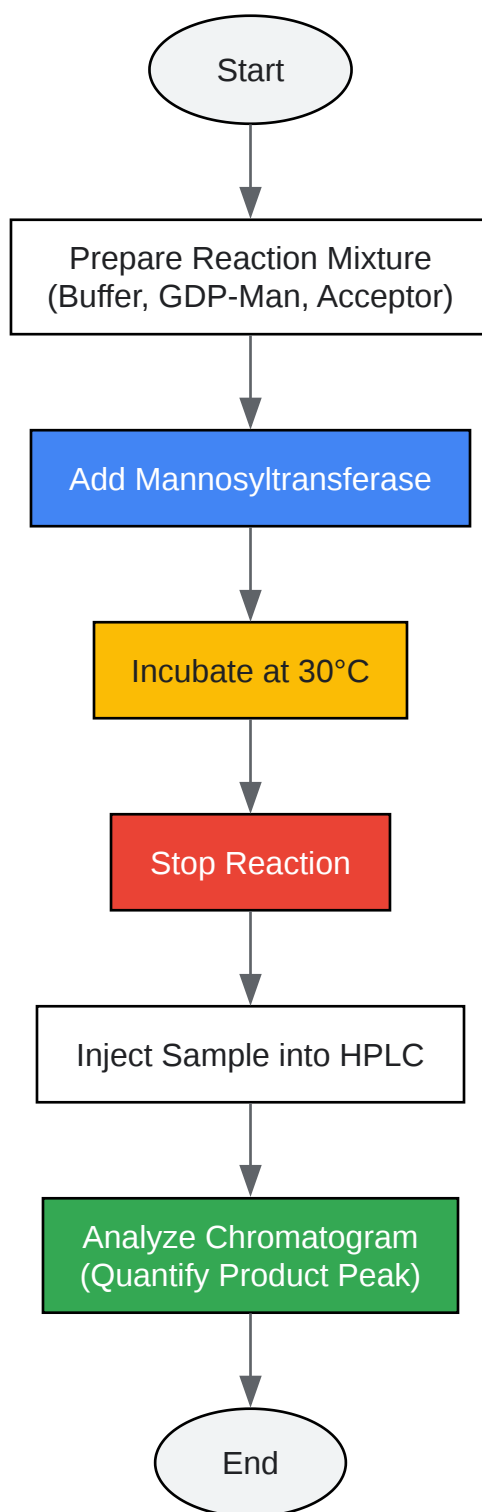 Start
Prepare Reaction Mixture
(Buffer, GDP-Man, Acceptor)
Add Mannosyltransferase
Incubate at 30°C
Stop Reaction
Inject Sample into HPLC
Analyze Chromatogram
(Quantify Product Peak)
End